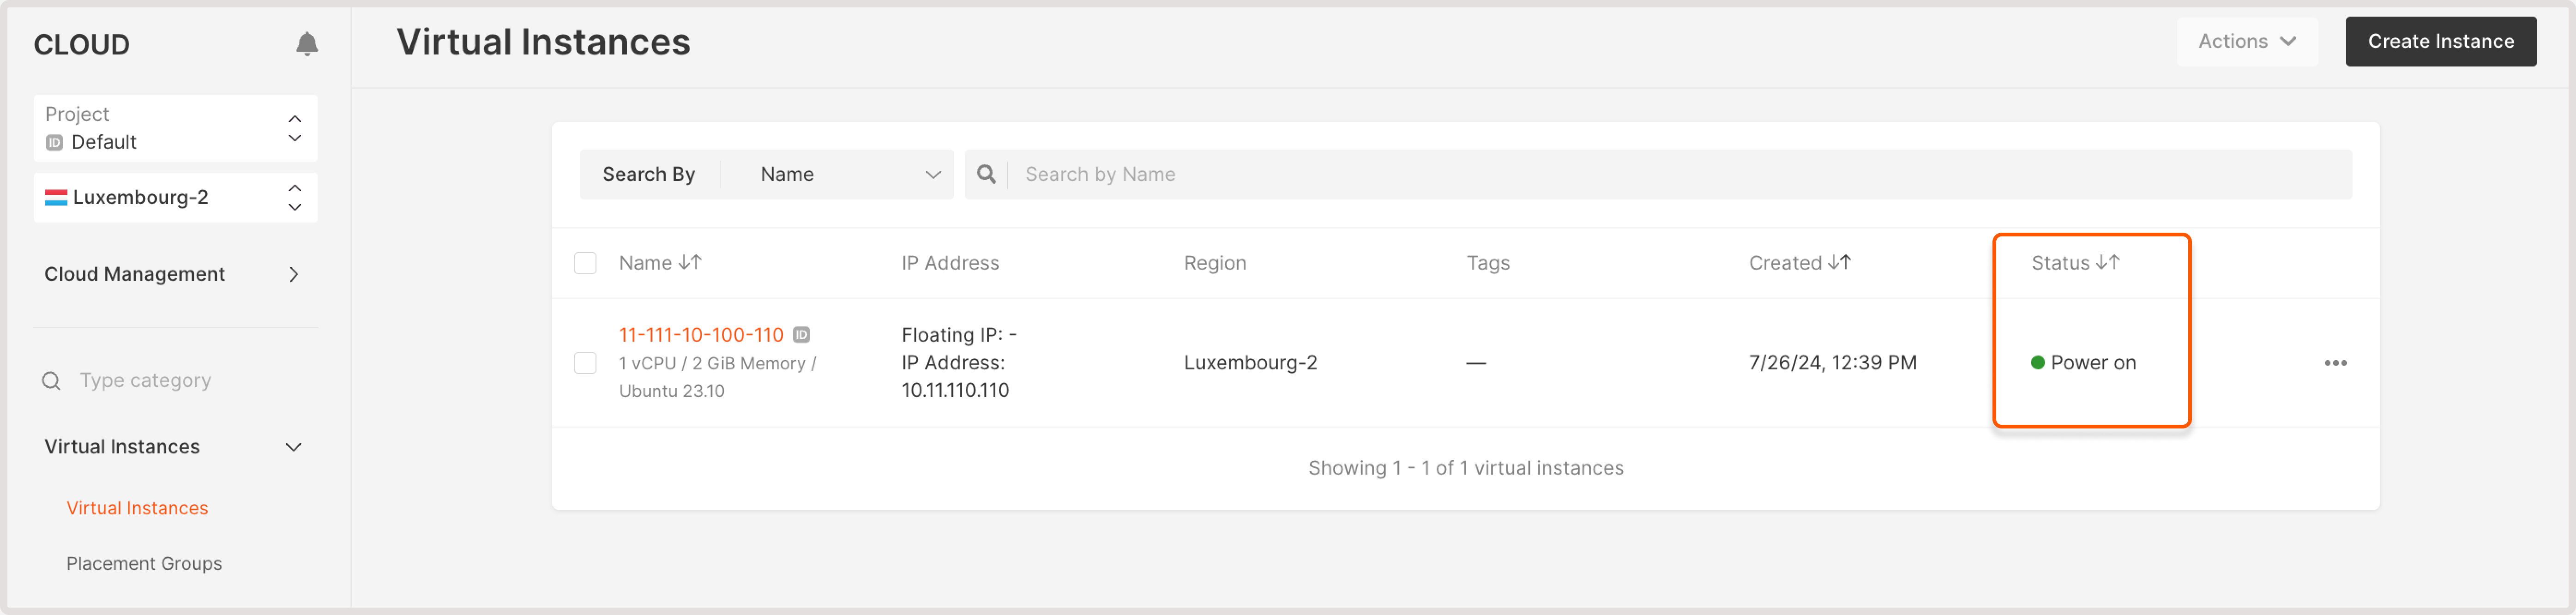 CLOUD
Project
ID Default
Luxembourg-2
Cloud Management
Type category
Virtual Instances
Virtual Instances
Placement Groups
Virtual Instances
Actions
Create Instance
Search By
Name
Search by Name
Name
IP Address
Region
Tags
Created
Status
11-111-10-100-110 ID
1 vCPU / 2 GiB Memory /
Ubuntu 23.10
Floating IP: -
IP Address:
10.11.110.110
Luxembourg-2
—
7/26/24, 12:39 PM
Power on
Showing 1 - 1 of 1 virtual instances